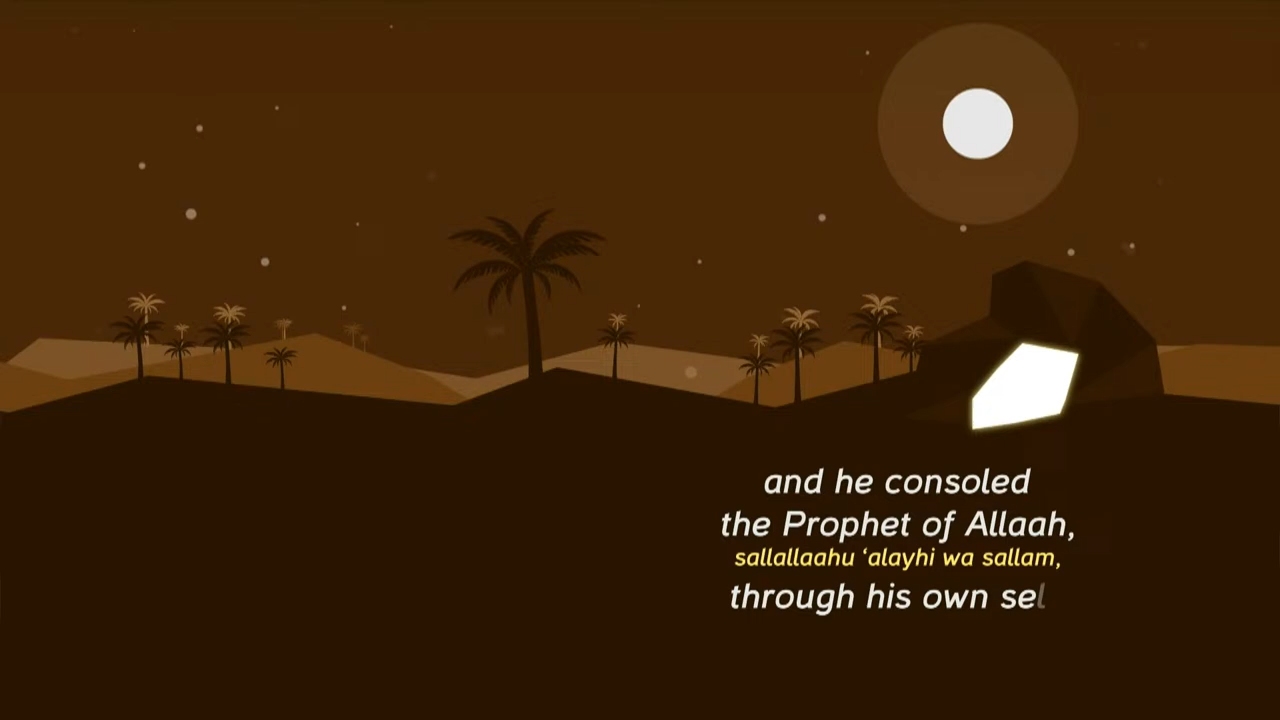 and he consoled
the Prophet of Allaah,
sallallaahu ‘alayhi wa sallam,
through his own sel